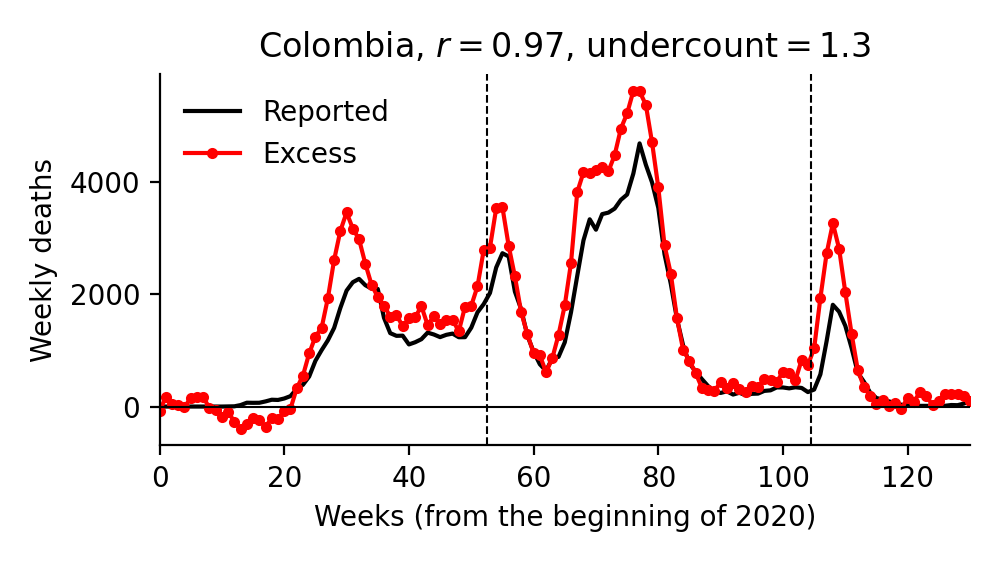 Colombia, r = 0.97, undercount = 1.3
Reported
Excess
Weekly deaths
4000
2000
0
0 20 40 60 80 100 120
Weeks (from the beginning of 2020)